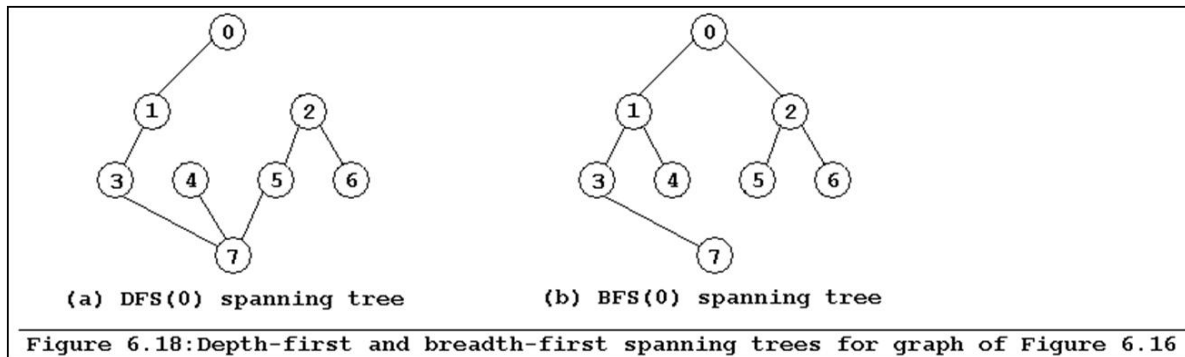 0 0
1 2 1 2
3 4 5 6 3 4 5 6
7 7
(a) DFS(0) spanning tree (b) BFS(0) spanning tree
Figure 6.18:Depth-first and breadth-first spanning trees for graph of Figure 6.16